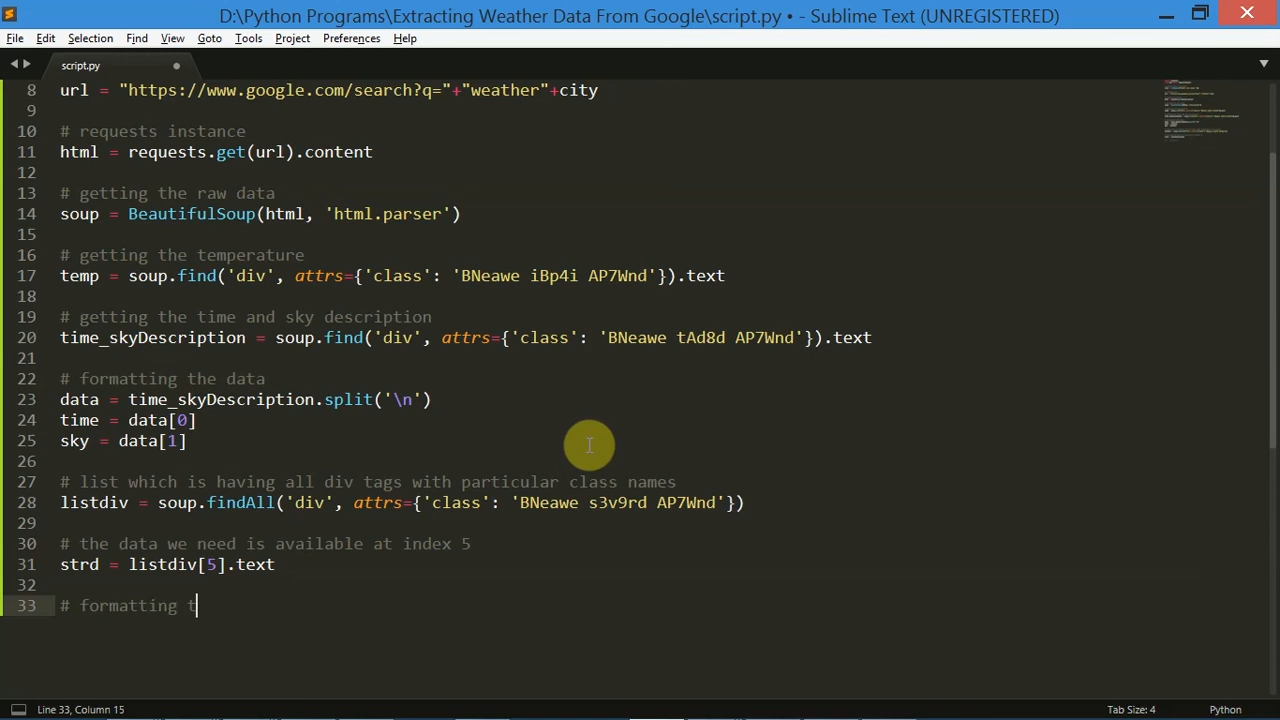 D:\Python Programs\Extracting Weather Data From Google\script.py • - Sublime Text (UNREGISTERED)
File Edit Selection Find View Goto Tools Project Preferences Help
script.py
8 url = "https://www.google.com/search?q="+"weather"+city
9
10 # requests instance
11 html = requests.get(url).content
12
13 # getting the raw data
14 soup = BeautifulSoup(html, 'html.parser')
15
16 # getting the temperature
17 temp = soup.find('div', attrs={'class': 'BNeawe iBp4i AP7Wnd'}).text
18
19 # getting the time and sky description
20 time_skyDescription = soup.find('div', attrs={'class': 'BNeawe tAd8d AP7Wnd'}).text
21
22 # formatting the data
23 data = time_skyDescription.split('\n')
24 time = data[0]
25 sky = data[1]
26
27 # list which is having all div tags with particular class names
28 listdiv = soup.findAll('div', attrs={'class': 'BNeawe s3v9rd AP7Wnd'})
29
30 # the data we need is available at index 5
31 strd = listdiv[5].text
32
33 # formatting t
Line 33, Column 15 Tab Size: 4 Python